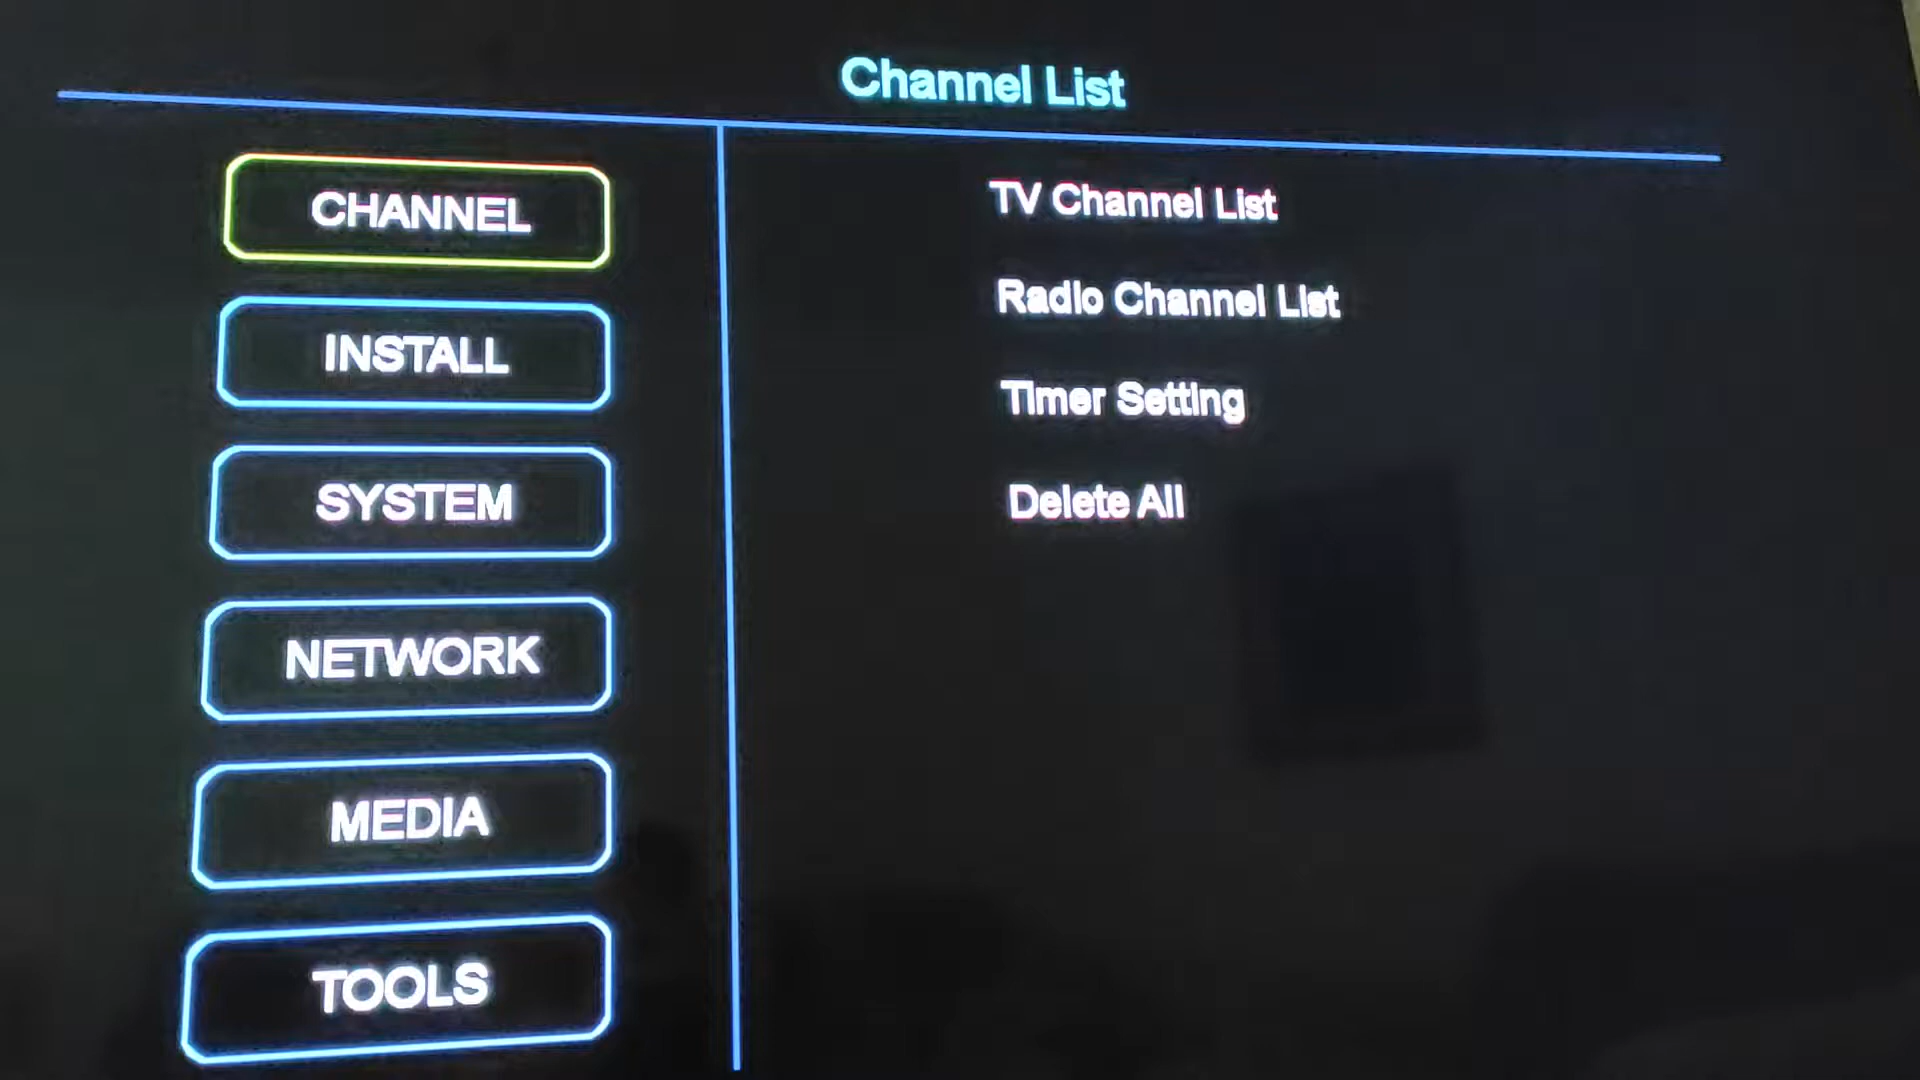 Channel List
CHANNEL
INSTALL
SYSTEM
NETWORK
MEDIA
TOOLS
TV Channel List
Radio Channel List
Timer Setting
Delete All